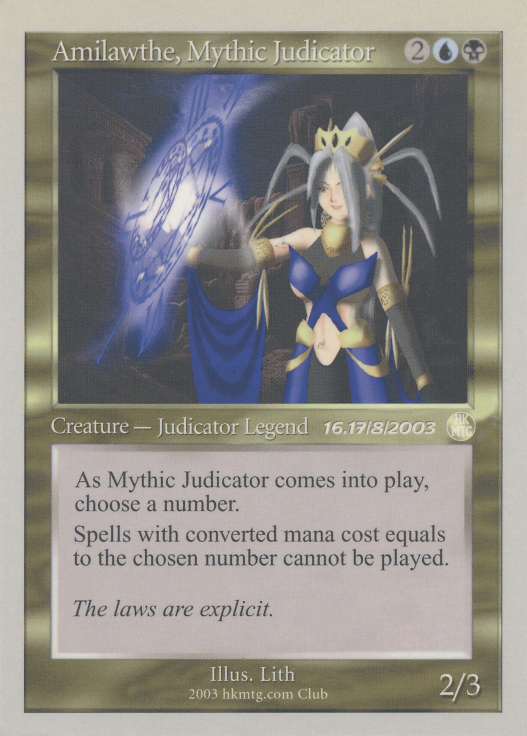 Amilawthe, Mythic Judicator 2
Creature — Judicator Legend 16.17/8/2003 HK
MTG
As Mythic Judicator comes into play,
choose a number.
Spells with converted mana cost equals
to the chosen number cannot be played.
The laws are explicit.
Illus. Lith
2003 hkmtg.com Club
2/3